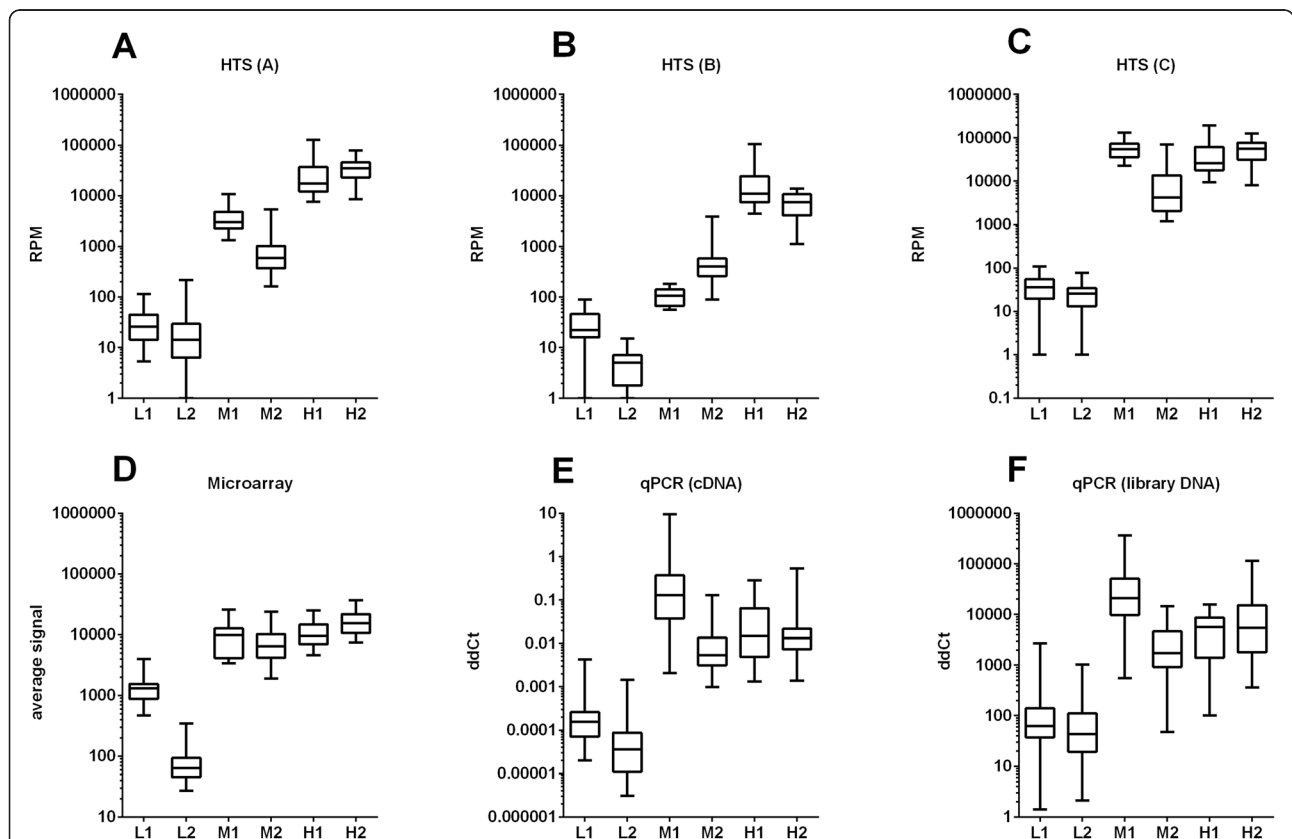 A
HTS (A)
RPM
1000000
100000
10000
1000
100
10
1
L1 L2 M1 M2 H1 H2
B
HTS (B)
RPM
1000000
100000
10000
1000
100
10
1
L1 L2 M1 M2 H1 H2
C
HTS (C)
RPM
1000000
100000
10000
1000
100
10
1
0.1
L1 L2 M1 M2 H1 H2
D
Microarray
average signal
1000000
100000
10000
1000
100
10
L1 L2 M1 M2 H1 H2
E
qPCR (cDNA)
ddCt
10
1
0.1
0.01
0.001
0.0001
0.00001
0.000001
L1 L2 M1 M2 H1 H2
F
qPCR (library DNA)
ddCt
1000000
100000
10000
1000
100
10
1
L1 L2 M1 M2 H1 H2